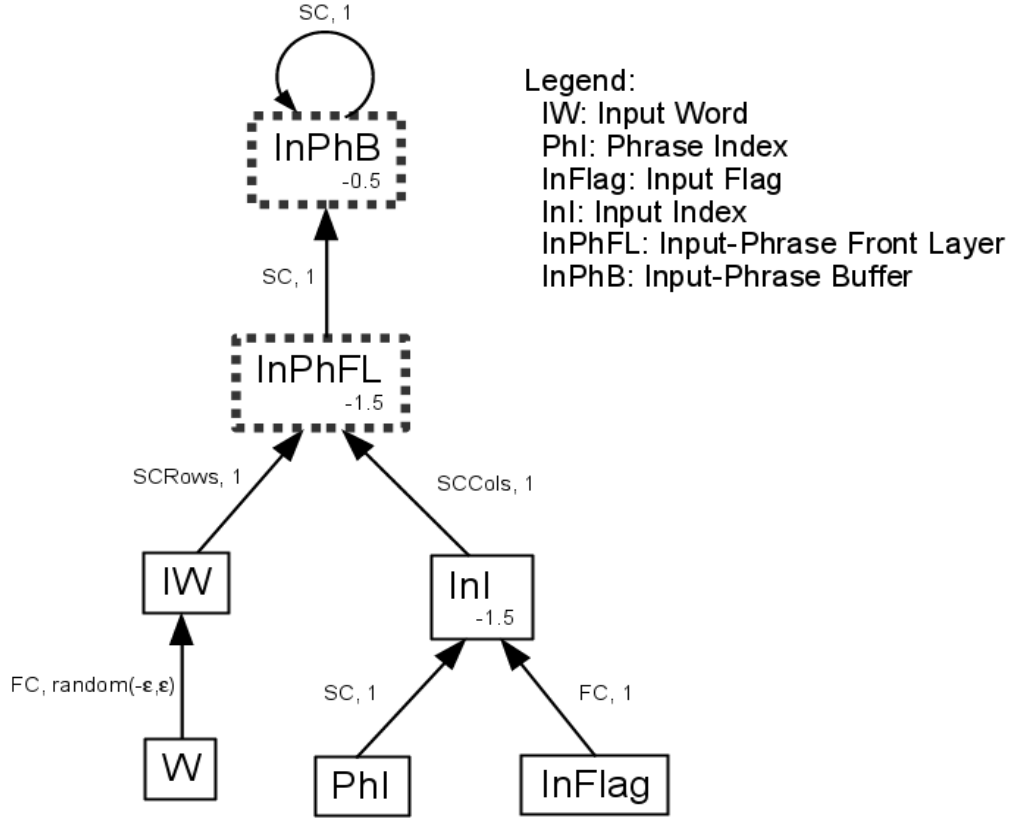 SC, 1
InPhB
-0.5
SC, 1
InPhFL
-1.5
SCRows, 1
SCCols, 1
IW
InI
-1.5
FC, random(-ε,ε)
SC, 1
FC, 1
W
PhI
InFlag
Legend:
IW: Input Word
PhI: Phrase Index
InFlag: Input Flag
InI: Input Index
InPhFL: Input-Phrase Front Layer
InPhB: Input-Phrase Buffer